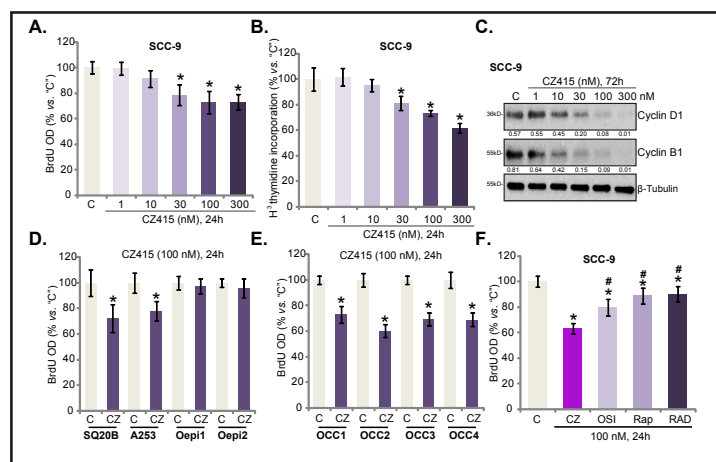 A.
SCC-9
BrdU OD (% vs. "C")
120
100
80
60
40
20
0
* * *
C 1 10 30 100 300
CZ415 (nM), 24h
B.
SCC-9
H³ thymidine incorporation (% vs. "C")
120
100
80
60
40
20
0
* * *
C 1 10 30 100 300
CZ415 (nM), 24h
C.
SCC-9
CZ415 (nM), 72h
C 1 10 30 100 300 nM
36kD Cyclin D1
0.57 0.55 0.45 0.20 0.08 0.01
55kD Cyclin B1
0.81 0.64 0.42 0.15 0.09 0.01
55kD β-Tubulin
D.
CZ415 (100 nM), 24h
BrdU OD (% vs. "C")
120
100
80
60
40
20
0
* *
C CZ C CZ C CZ C CZ
SQ20B A253 Oepi1 Oepi2
E.
CZ415 (100 nM), 24h
BrdU OD (% vs. "C")
120
100
80
60
40
20
0
* * * *
C CZ C CZ C CZ C CZ
OCC1 OCC2 OCC3 OCC4
F.
SCC-9
BrdU OD (% vs. "C")
120
100
80
60
40
20
0
# # #
* * * *
C CZ OSI Rap RAD
100 nM, 24h